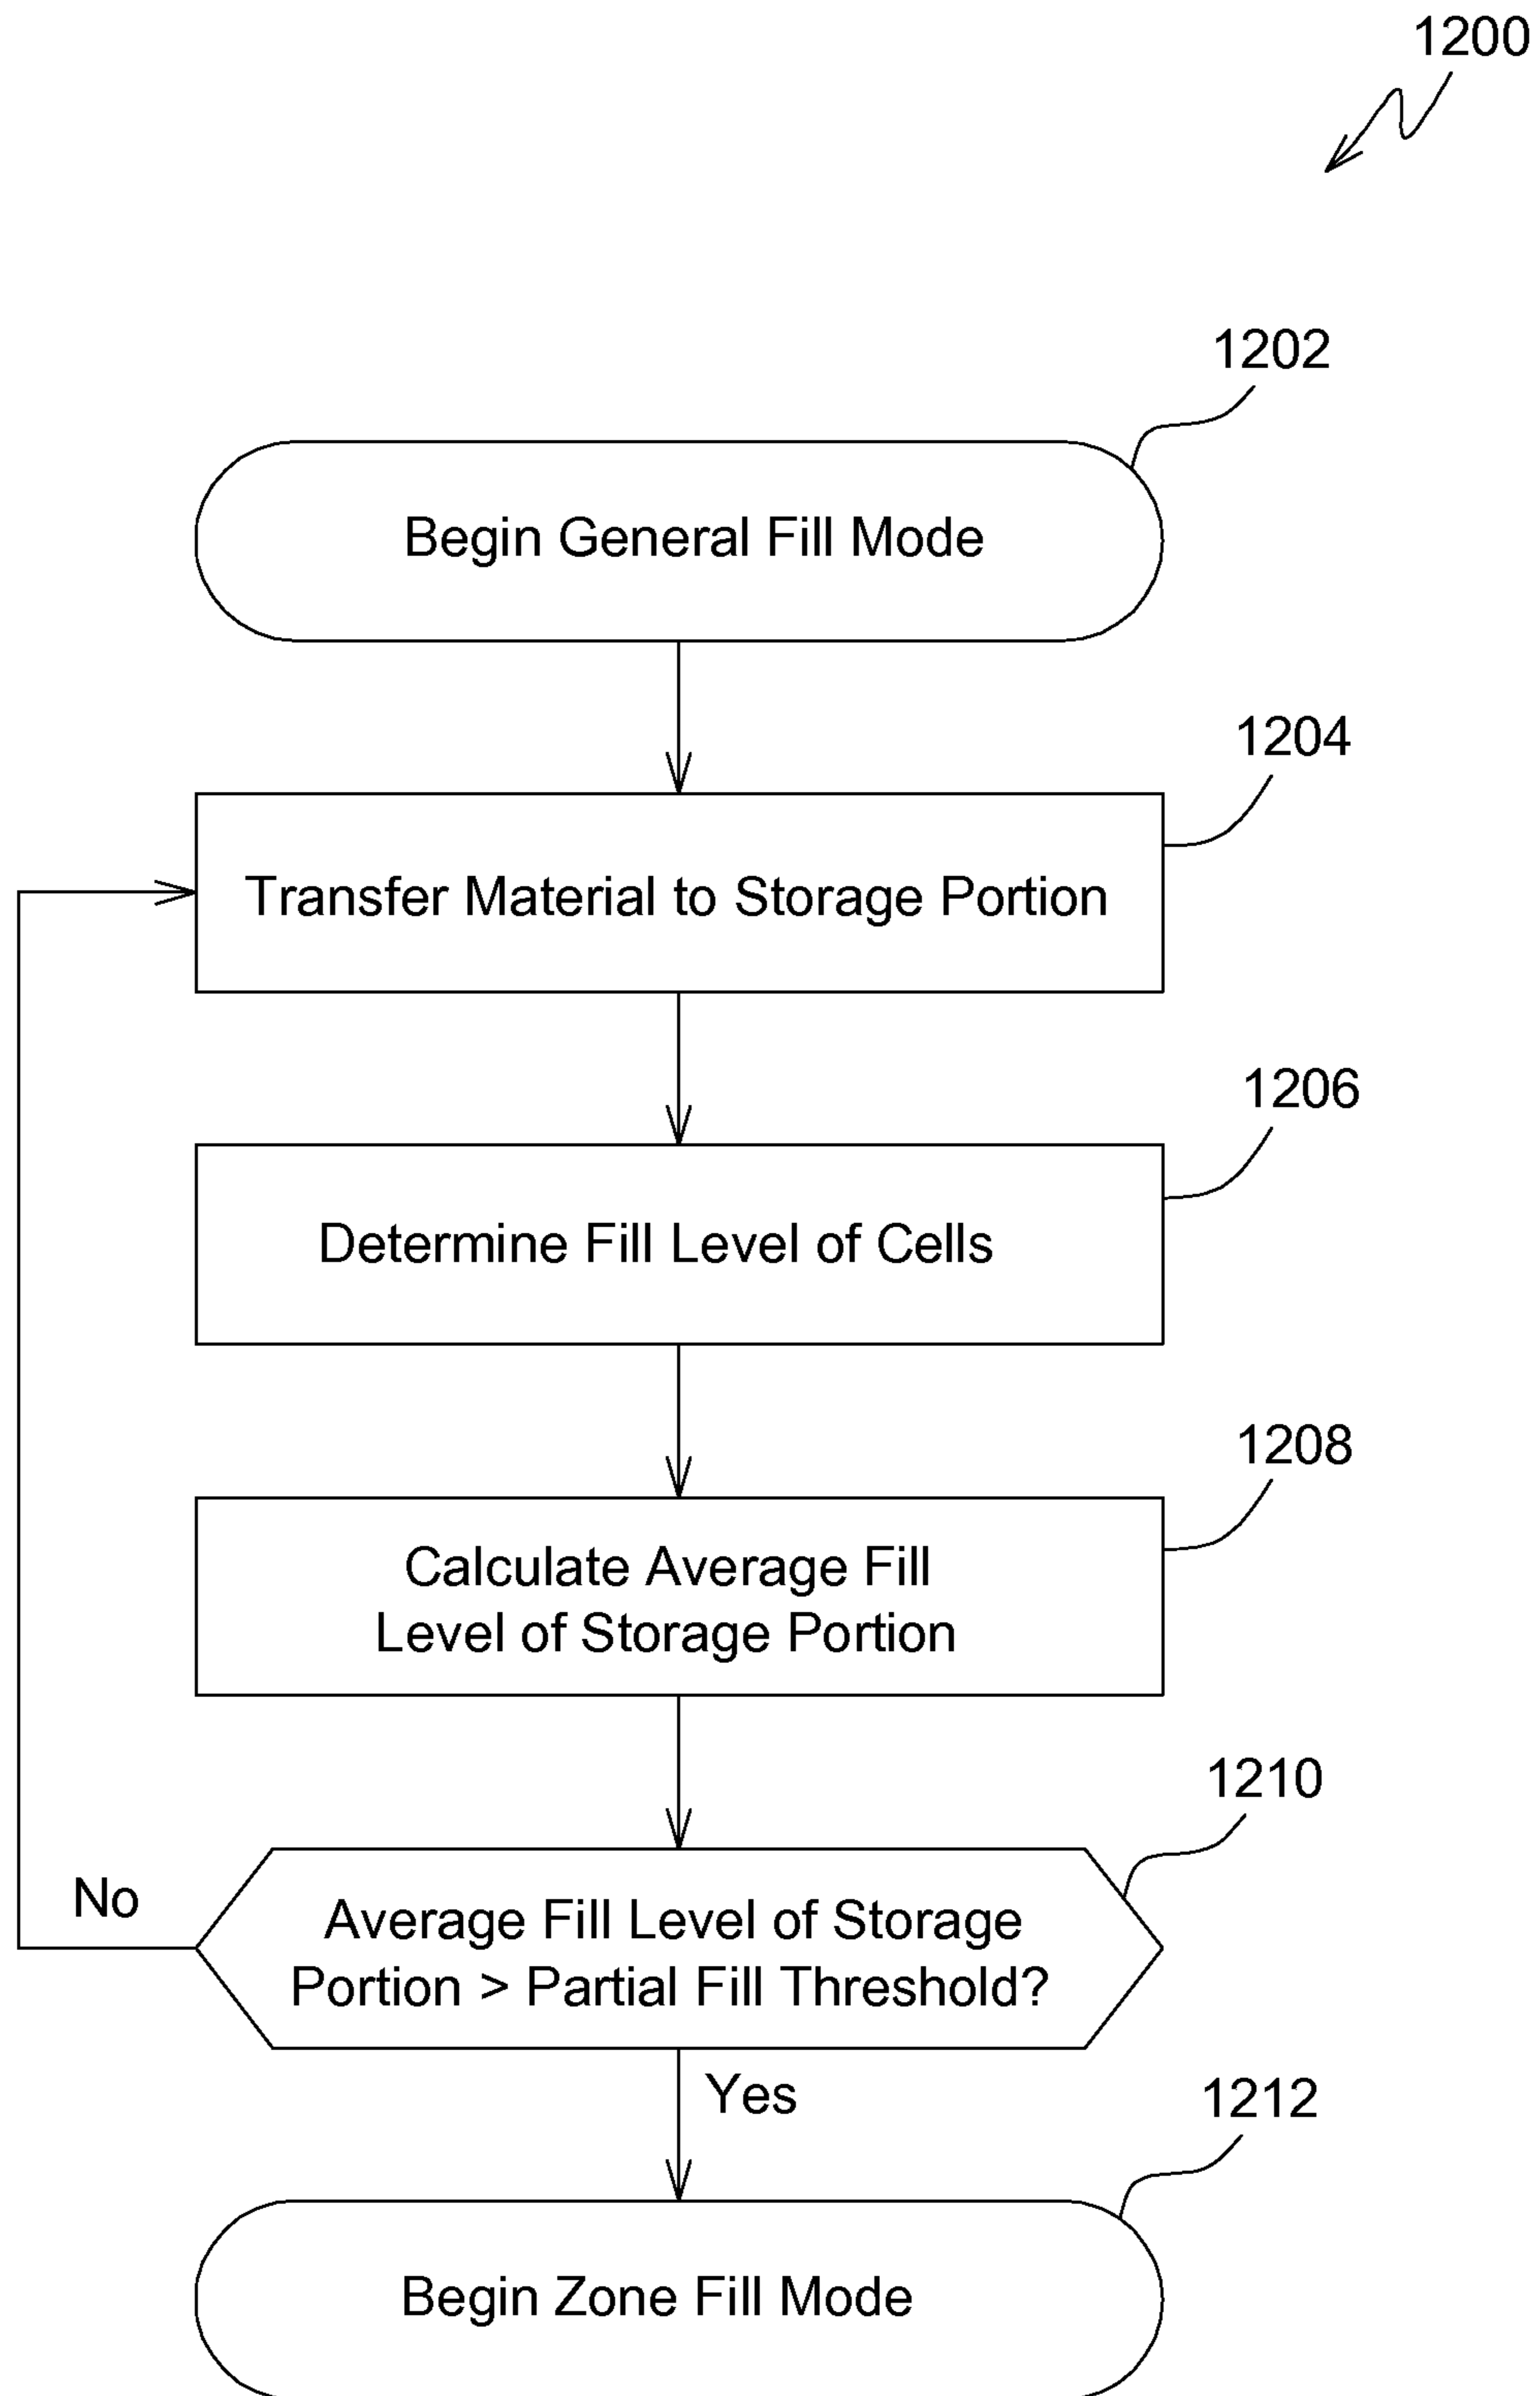 1200
1202
Begin General Fill Mode
1204
Transfer Material to Storage Portion
1206
Determine Fill Level of Cells
1208
Calculate Average Fill
Level of Storage Portion
1210
No
Average Fill Level of Storage
Portion > Partial Fill Threshold?
Yes
1212
Begin Zone Fill Mode